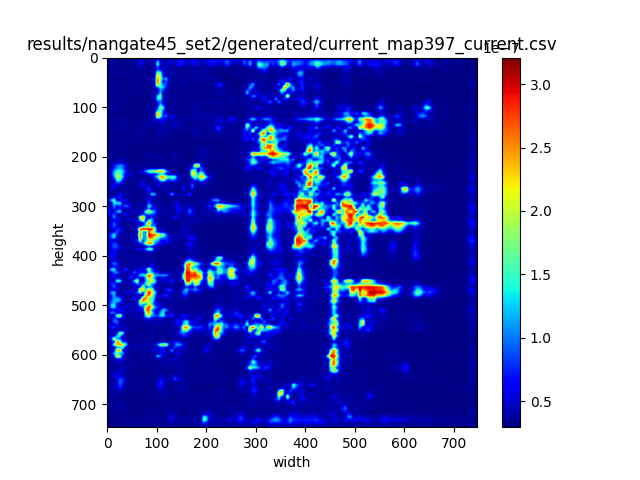 results/nangate45_set2/generated/current_map397_current.csv
1e−7
0
100
200
300
400
500
600
700
height
0 100 200 300 400 500 600 700
width
3.0
2.5
2.0
1.5
1.0
0.5